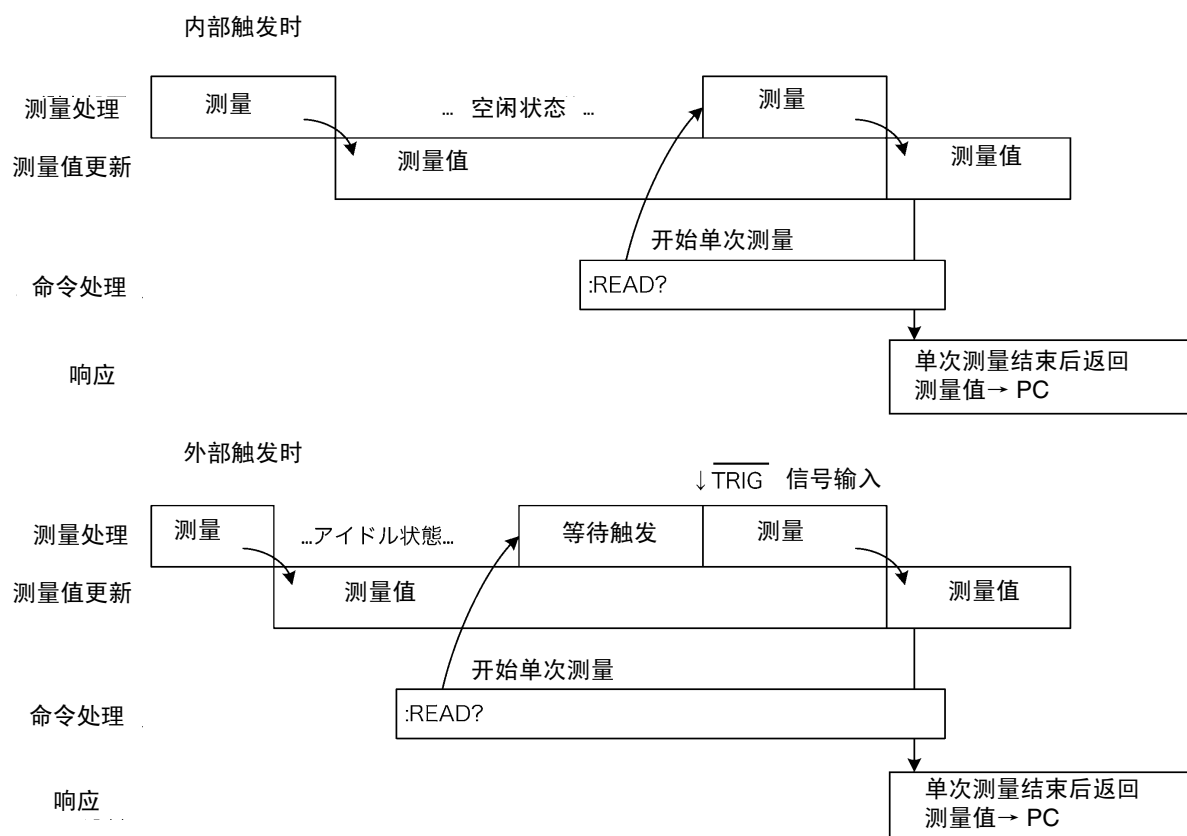 内部触发时
测量处理
测量
... 空闲状态 ...
测量
测量值更新
测量值
测量值
开始单次测量
命令处理
:READ?
响应
单次测量结束后返回
测量值→ PC
外部触发时
↓TRIG 信号输入
测量处理
测量
...アイドル状態...
等待触发
测量
测量值更新
测量值
测量值
开始单次测量
命令处理
:READ?
响应
单次测量结束后返回
测量值→ PC